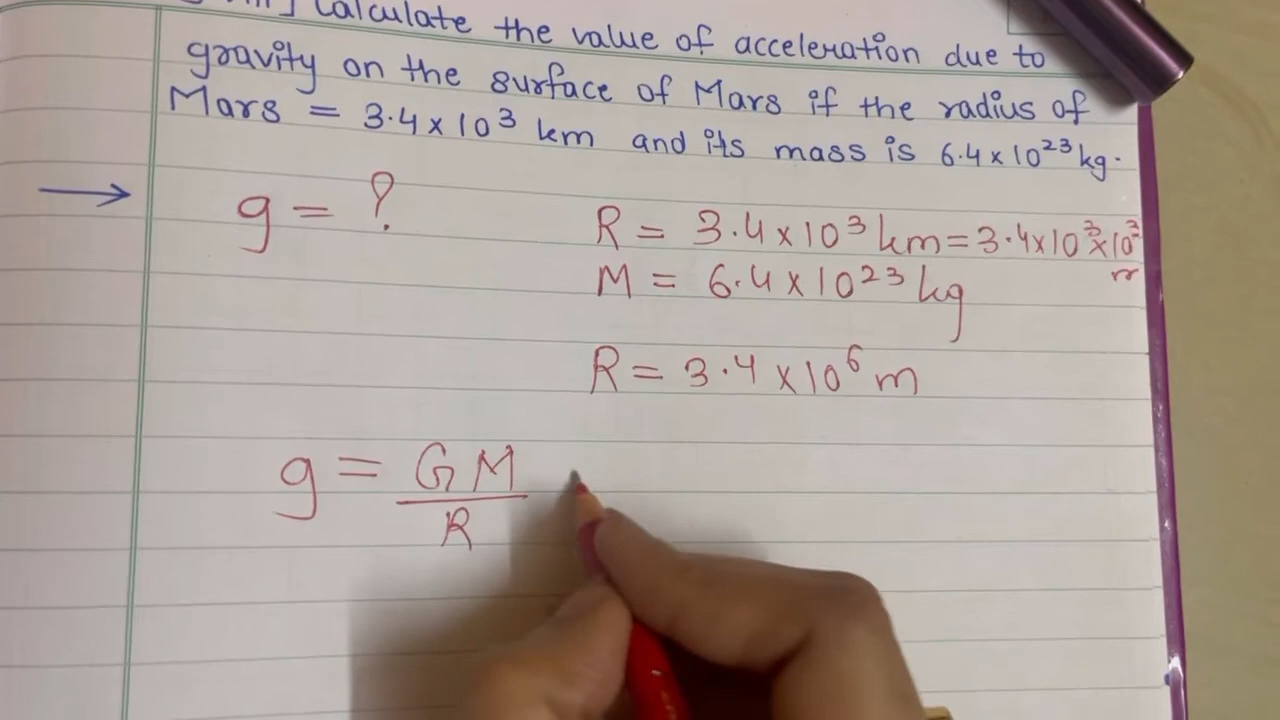 Calculate the value of acceleration due to
gravity on the surface of Mars if the radius of
Mars = 3.4 x 10³ km and its mass is 6.4 x 10²³ kg.
→ g = ?
R = 3.4 x 10³ km = 3.4 x 10³ x 10³
M = 6.4 x 10²³ kg
R = 3.4 x 10⁶ m
g = GM
R